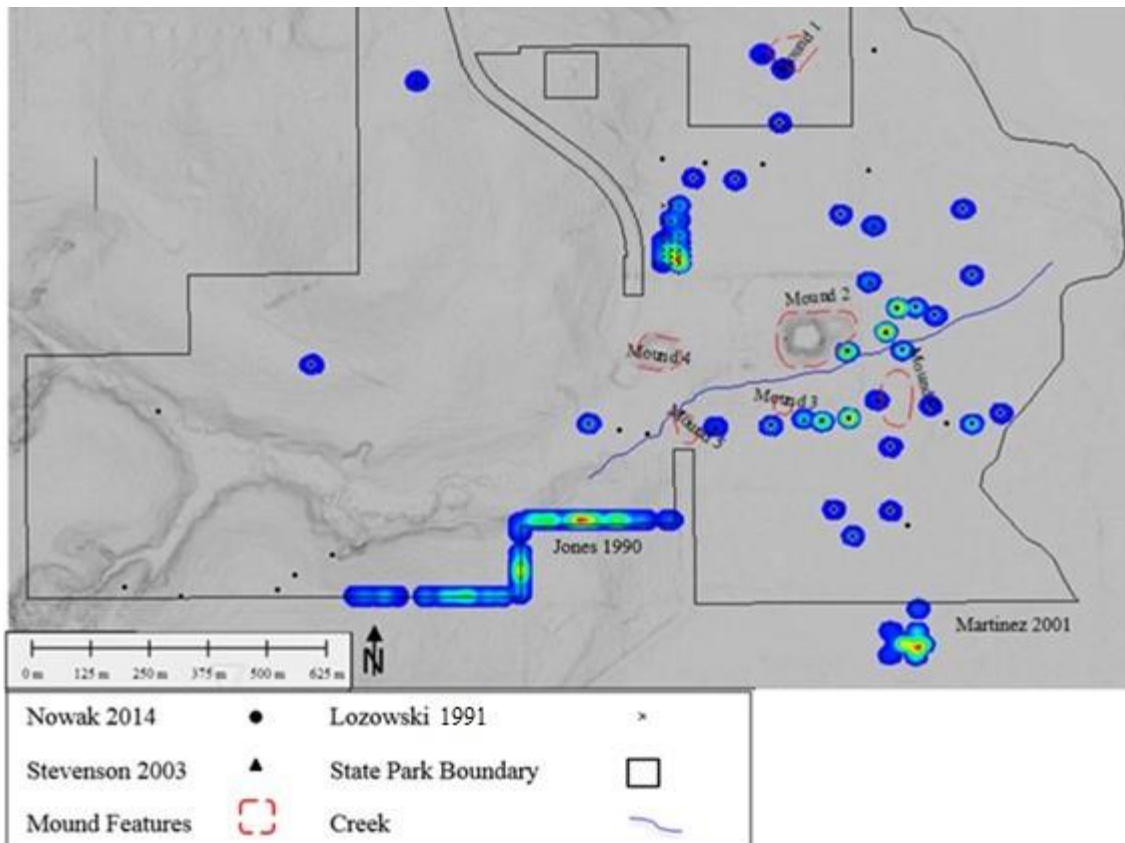 Mound 1
Mound 2
Mound 4
Mound
Mound 3
Mound 5
Jones 1990
Martinez 2001
0 m 125 m 250 m 375 m 500 m 625 m
N
Nowak 2014
Lozowski 1991
Stevenson 2003
State Park Boundary
Mound Features
Creek